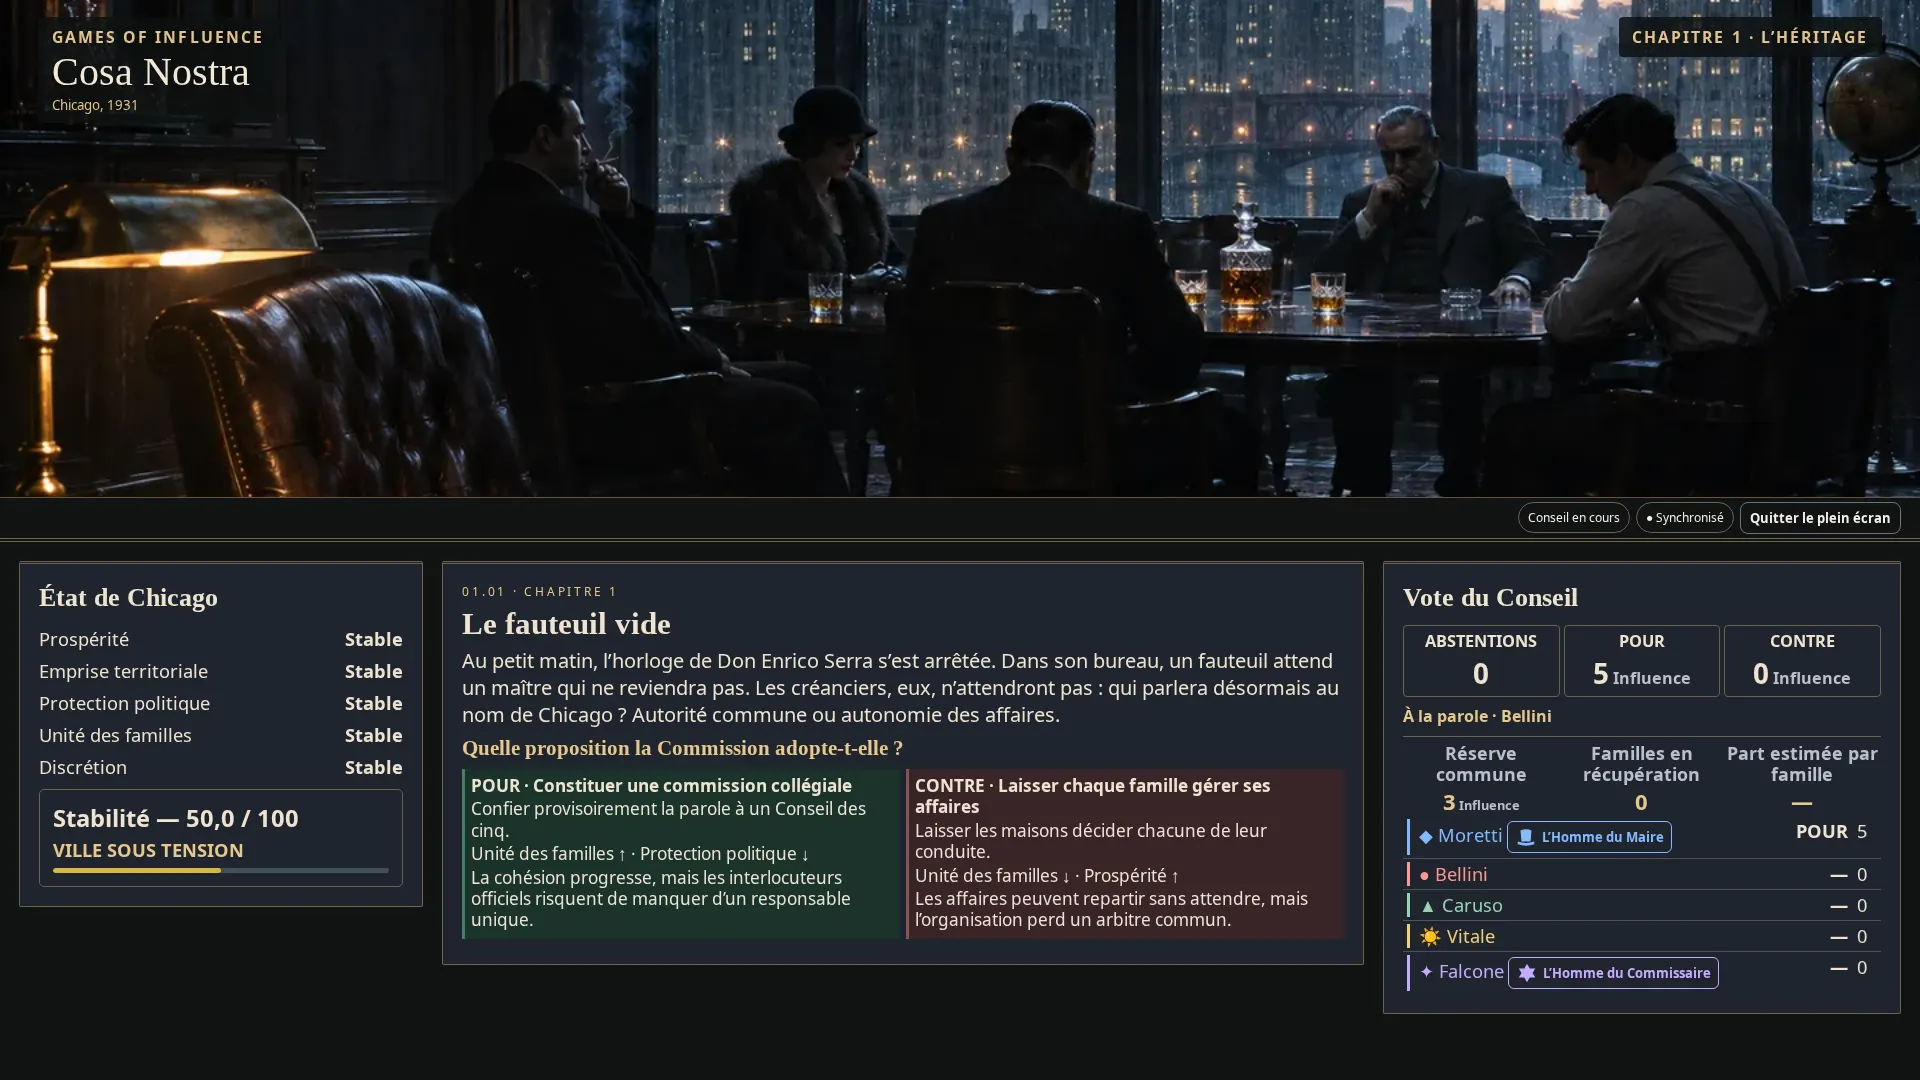 GAMES OF INFLUENCE
Cosa Nostra
Chicago, 1931
CHAPITRE 1 · L’HÉRITAGE
Conseil en cours
● Synchronisé
Quitter le plein écran
État de Chicago
Prospérité Stable
Emprise territoriale Stable
Protection politique Stable
Unité des familles Stable
Discrétion Stable
Stabilité — 50,0 / 100
VILLE SOUS TENSION
01.01 · CHAPITRE 1
Le fauteuil vide
Au petit matin, l’horloge de Don Enrico Serra s’est arrêtée. Dans son bureau, un fauteuil attend
un maître qui ne reviendra pas. Les créanciers, eux, n’attendront pas : qui parlera désormais au
nom de Chicago ? Autorité commune ou autonomie des affaires.
Quelle proposition la Commission adopte-t-elle ?
POUR · Constituer une commission collégiale
Confier provisoirement la parole à un Conseil des
cinq.
Unité des familles ↑ · Protection politique ↓
La cohésion progresse, mais les interlocuteurs
officiels risquent de manquer d’un responsable
unique.
CONTRE · Laisser chaque famille gérer ses
affaires
Laisser les maisons décider chacune de leur
conduite.
Unité des familles ↓ · Prospérité ↑
Les affaires peuvent repartir sans attendre, mais
l’organisation perd un arbitre commun.
Vote du Conseil
ABSTENTIONS
0
POUR
5 Influence
CONTRE
0 Influence
À la parole · Bellini
Réserve
commune
3 Influence
Familles en
récupération
0
Part estimée par
famille
—
◆ Moretti L’Homme du Maire POUR 5
● Bellini — 0
▲ Caruso — 0
☀ Vitale — 0
✦ Falcone L’Homme du Commissaire — 0